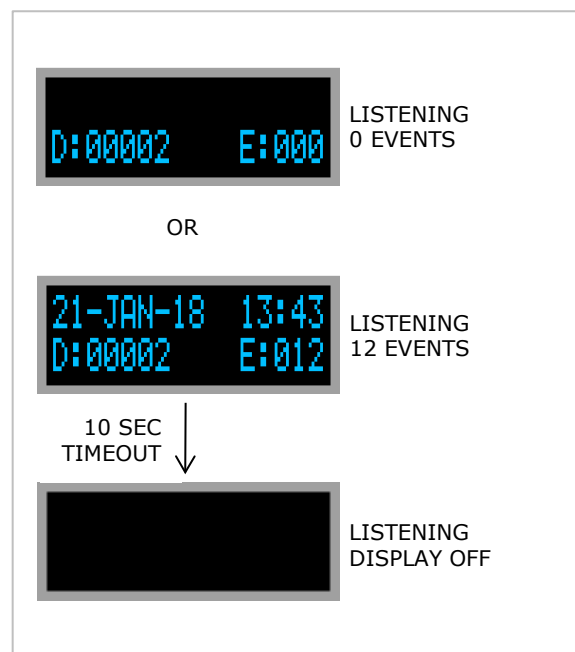 LISTENING
D:00002 E:000
0 EVENTS
OR
21-JAN-18 13:43
LISTENING
D:00002 E:012
12 EVENTS
10 SEC
TIMEOUT
LISTENING
DISPLAY OFF